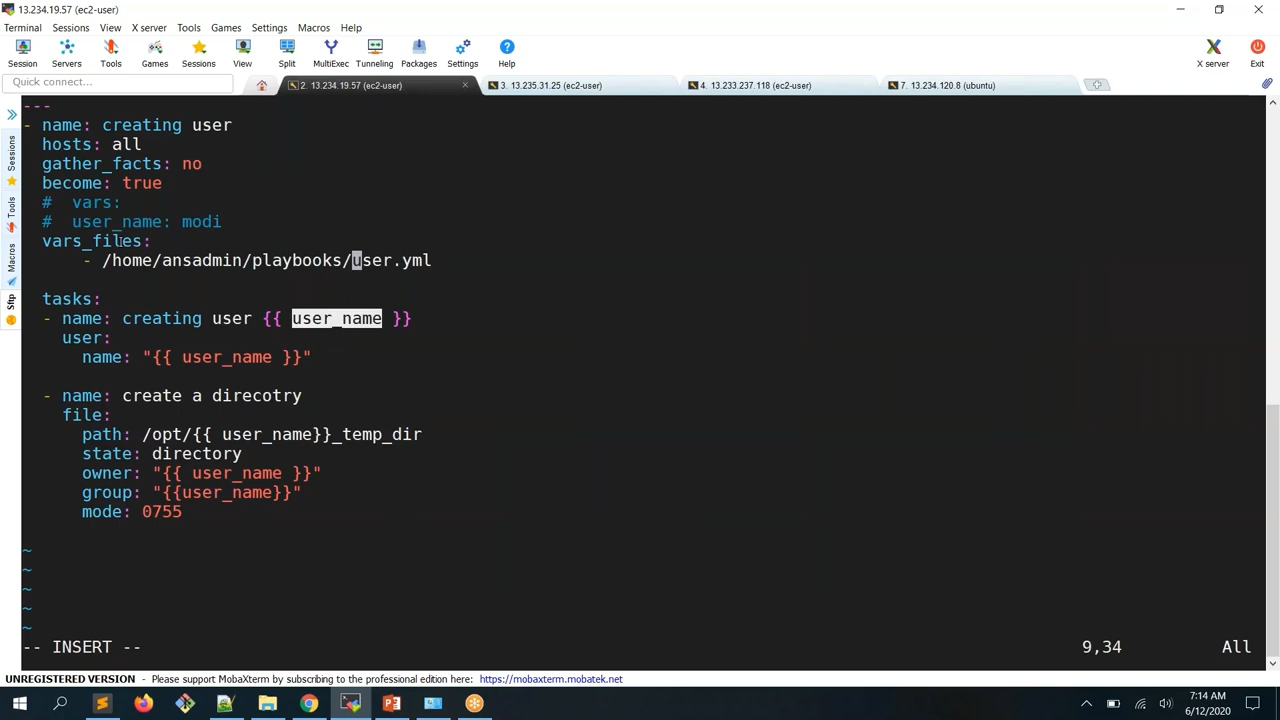 13.234.19.57 (ec2-user)
Terminal Sessions View X server Tools Games Settings Macros Help
Session Servers Tools Games Sessions View Split MultiExec Tunneling Packages Settings Help X server Exit
Quick connect... 2. 13.234.19.57 (ec2-user) 3. 13.235.31.25 (ec2-user) 4. 13.233.237.118 (ec2-user) 7. 13.234.120.8 (ubuntu)
Sessions
Tools
Macros
Sftp
---
- name: creating user
hosts: all
gather_facts: no
become: true
# vars:
# user_name: modi
vars_files:
- /home/ansadmin/playbooks/user.yml
tasks:
- name: creating user {{ user_name }}
user:
name: "{{ user_name }}"
- name: create a direcotry
file:
path: /opt/{{ user_name}}_temp_dir
state: directory
owner: "{{ user_name }}"
group: "{{user_name}}"
mode: 0755
~
~
~
~
~
-- INSERT -- 9,34 All
UNREGISTERED VERSION - Please support MobaXterm by subscribing to the professional edition here: https://mobaxterm.mobatek.net
7:14 AM
6/12/2020